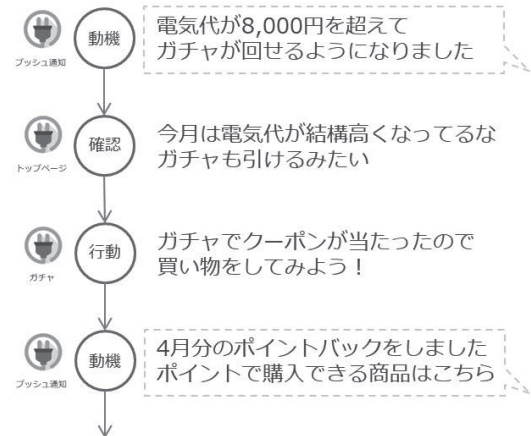 プッシュ通知
動機
電気代が8,000円を超えて
ガチャが回せるようになりました
トップページ
確認
今月は電気代が結構高くなってるな
ガチャも引けるみたい
ガチャ
行動
ガチャでクーポンが当たったので
買い物をしてみよう！
プッシュ通知
動機
4月分のポイントバックをしました
ポイントで購入できる商品はこちら